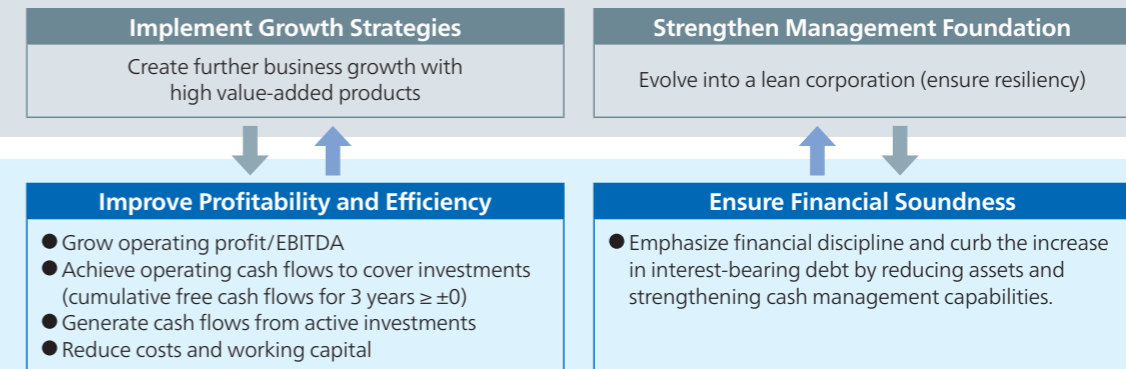 Implement Growth Strategies
Create further business growth with
high value-added products
Strengthen Management Foundation
Evolve into a lean corporation (ensure resiliency)
Improve Profitability and Efficiency
● Grow operating profit/EBITDA
● Achieve operating cash flows to cover investments
(cumulative free cash flows for 3 years ≥ ±0)
● Generate cash flows from active investments
● Reduce costs and working capital
Ensure Financial Soundness
● Emphasize financial discipline and curb the increase
in interest-bearing debt by reducing assets and
strengthening cash management capabilities.